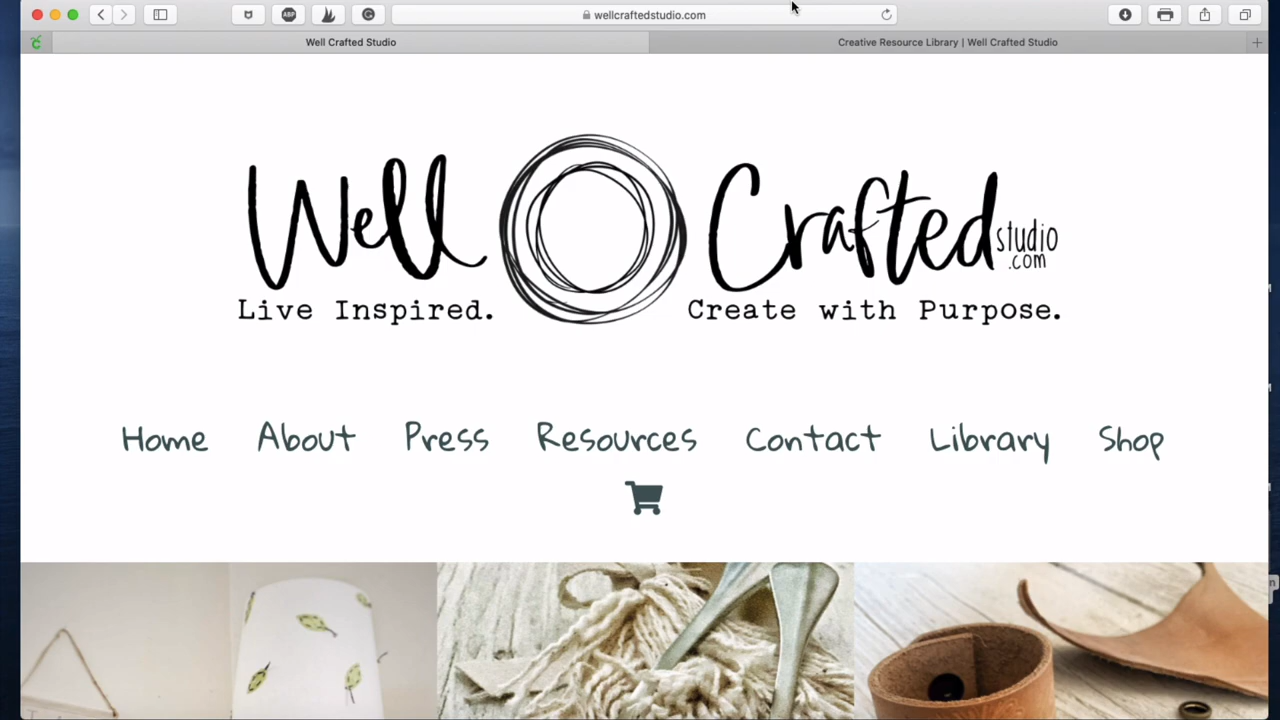 wellcraftedstudio.com
Well Crafted Studio
Creative Resource Library | Well Crafted Studio
Well Crafted studio .com
Live Inspired. Create with Purpose.
Home About Press Resources Contact Library Shop